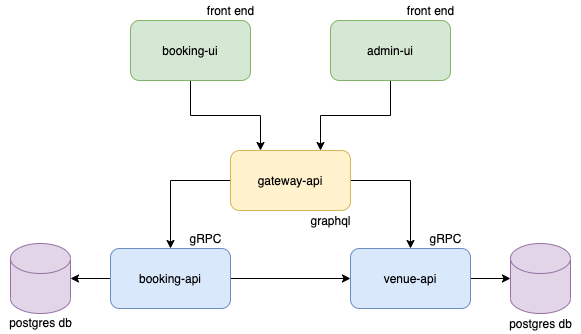 front end
front end
booking-ui
admin-ui
gateway-api
graphql
gRPC
gRPC
booking-api
venue-api
postgres db
postgres db